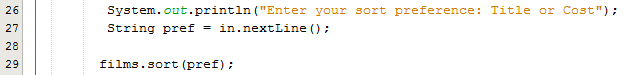 26 System.out.println("Enter your sort preference: Title or Cost");
27 String pref = in.nextLine();
28
29 films.sort(pref);